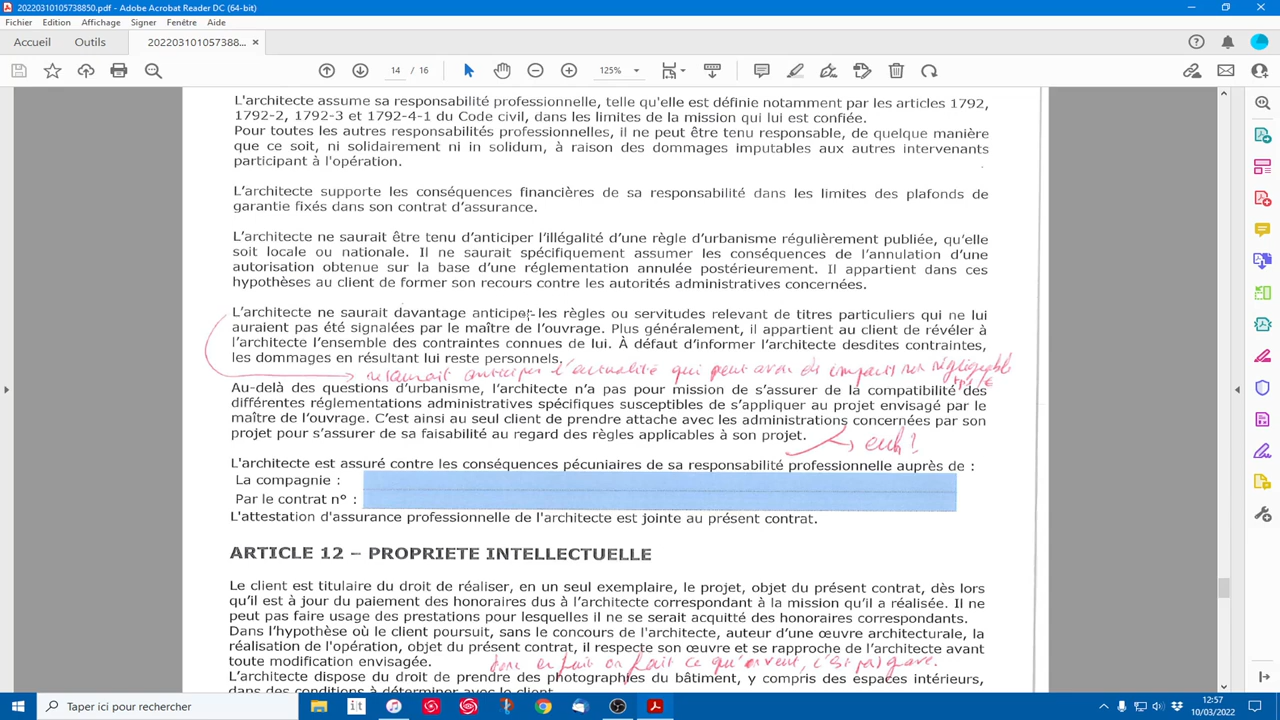 20220310105738850.pdf - Adobe Acrobat Reader DC (64-bit)
Fichier Edition Affichage Signer Fenêtre Aide
Accueil Outils 202203101057388... ×
14 / 16 125%
L'architecte assume sa responsabilité professionnelle, telle qu'elle est définie notamment par les articles 1792,
1792-2, 1792-3 et 1792-4-1 du Code civil, dans les limites de la mission qui lui est confiée.
Pour toutes les autres responsabilités professionnelles, il ne peut être tenu responsable, de quelque manière
que ce soit, ni solidairement ni in solidum, à raison des dommages imputables aux autres intervenants
participant à l'opération.
L'architecte supporte les conséquences financières de sa responsabilité dans les limites des plafonds de
garantie fixés dans son contrat d'assurance.
L'architecte ne saurait être tenu d'anticiper l'illégalité d'une règle d'urbanisme régulièrement publiée, qu'elle
soit locale ou nationale. Il ne saurait spécifiquement assumer les conséquences de l'annulation d'une
autorisation obtenue sur la base d'une réglementation annulée postérieurement. Il appartient dans ces
hypothèses au client de former son recours contre les autorités administratives concernées.
L'architecte ne saurait davantage anticiper les règles ou servitudes relevant de titres particuliers qui ne lui
auraient pas été signalées par le maître de l'ouvrage. Plus généralement, il appartient au client de révéler à
l'architecte l'ensemble des contraintes connues de lui. À défaut d'informer l'architecte desdites contraintes,
les dommages en résultant lui reste personnels.
ne saurait anticiper l'actualité qui peut avoir des impacts non négligeables
Au-delà des questions d'urbanisme, l'architecte n'a pas pour mission de s'assurer de la compatibilité des
différentes réglementations administratives spécifiques susceptibles de s'appliquer au projet envisagé par le
maître de l'ouvrage. C'est ainsi au seul client de prendre attache avec les administrations concernées par son
projet pour s'assurer de sa faisabilité au regard des règles applicables à son projet.
euh?
L'architecte est assuré contre les conséquences pécuniaires de sa responsabilité professionnelle auprès de :
La compagnie :
Par le contrat n° :
L'attestation d'assurance professionnelle de l'architecte est jointe au présent contrat.
ARTICLE 12 – PROPRIETE INTELLECTUELLE
Le client est titulaire du droit de réaliser, en un seul exemplaire, le projet, objet du présent contrat, dès lors
qu'il est à jour du paiement des honoraires dus à l'architecte correspondant à la mission qu'il a réalisée. Il ne
peut pas faire usage des prestations pour lesquelles il ne se serait acquitté des honoraires correspondants.
Dans l'hypothèse où le client poursuit, sans le concours de l'architecte, auteur d'une œuvre architecturale, la
réalisation de l'opération, objet du présent contrat, il respecte son œuvre et se rapproche de l'architecte avant
toute modification envisagée.
donc en fait on fait ce qu'on veut, c'est pas grave.
L'architecte dispose du droit de prendre des photographies du bâtiment, y compris des espaces intérieurs,
dans des conditions à déterminer avec le client.
Taper ici pour rechercher
12:57
10/03/2022